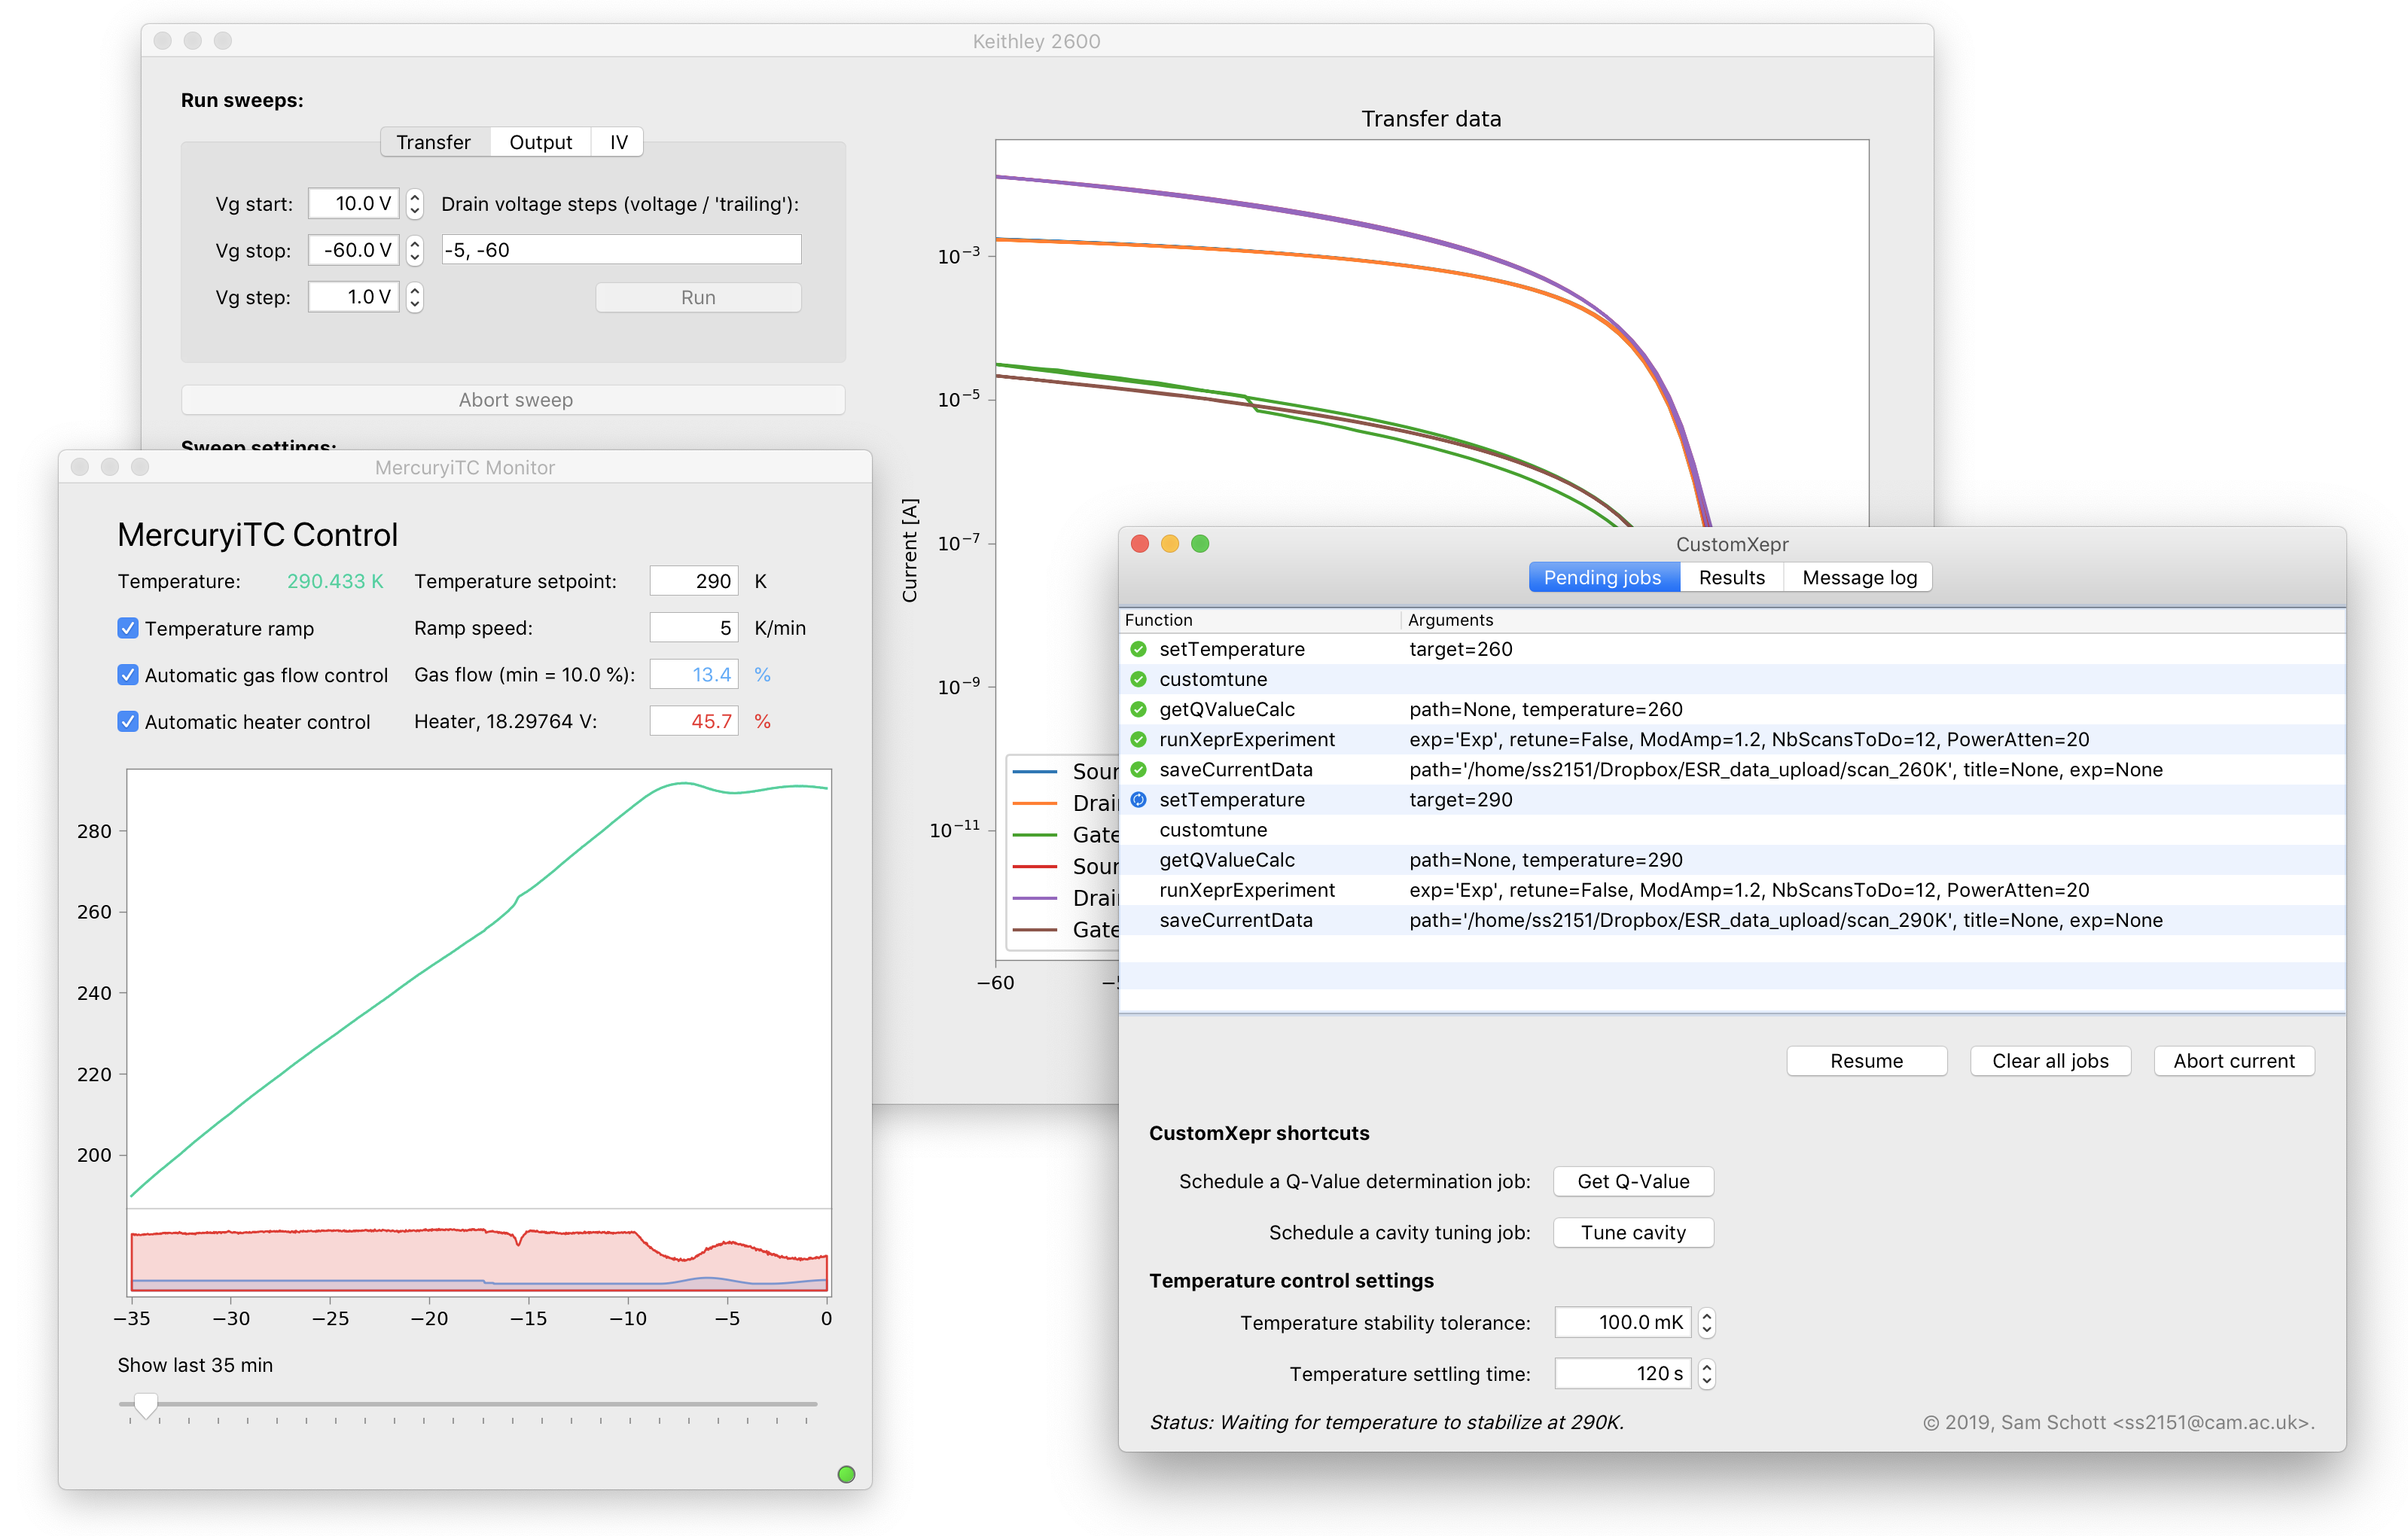 Keithley 2600
Run sweeps:
Transfer Output IV
Vg start: 10.0 V Drain voltage steps (voltage / 'trailing'):
Vg stop: -60.0 V -5, -60
Vg step: 1.0 V Run
Abort sweep
Sweep settings:
Transfer data
10−3
10−5
10−7
10−9
10−11
Current [A]
−60
MercuryiTC Monitor
MercuryiTC Control
Temperature: 290.433 K Temperature setpoint: 290 K
Temperature ramp Ramp speed: 5 K/min
Automatic gas flow control Gas flow (min = 10.0 %): 13.4 %
Automatic heater control Heater, 18.29764 V: 45.7 %
280
260
240
220
200
−35 −30 −25 −20 −15 −10 −5 0
Show last 35 min
CustomXepr
Pending jobs Results Message log
Function Arguments
setTemperature target=260
customtune
getQValueCalc path=None, temperature=260
runXeprExperiment exp='Exp', retune=False, ModAmp=1.2, NbScansToDo=12, PowerAtten=20
saveCurrentData path='/home/ss2151/Dropbox/ESR_data_upload/scan_260K', title=None, exp=None
setTemperature target=290
customtune
getQValueCalc path=None, temperature=290
runXeprExperiment exp='Exp', retune=False, ModAmp=1.2, NbScansToDo=12, PowerAtten=20
saveCurrentData path='/home/ss2151/Dropbox/ESR_data_upload/scan_290K', title=None, exp=None
Resume Clear all jobs Abort current
CustomXepr shortcuts
Schedule a Q-Value determination job: Get Q-Value
Schedule a cavity tuning job: Tune cavity
Temperature control settings
Temperature stability tolerance: 100.0 mK
Temperature settling time: 120 s
Status: Waiting for temperature to stabilize at 290K.
© 2019, Sam Schott <ss2151@cam.ac.uk>.